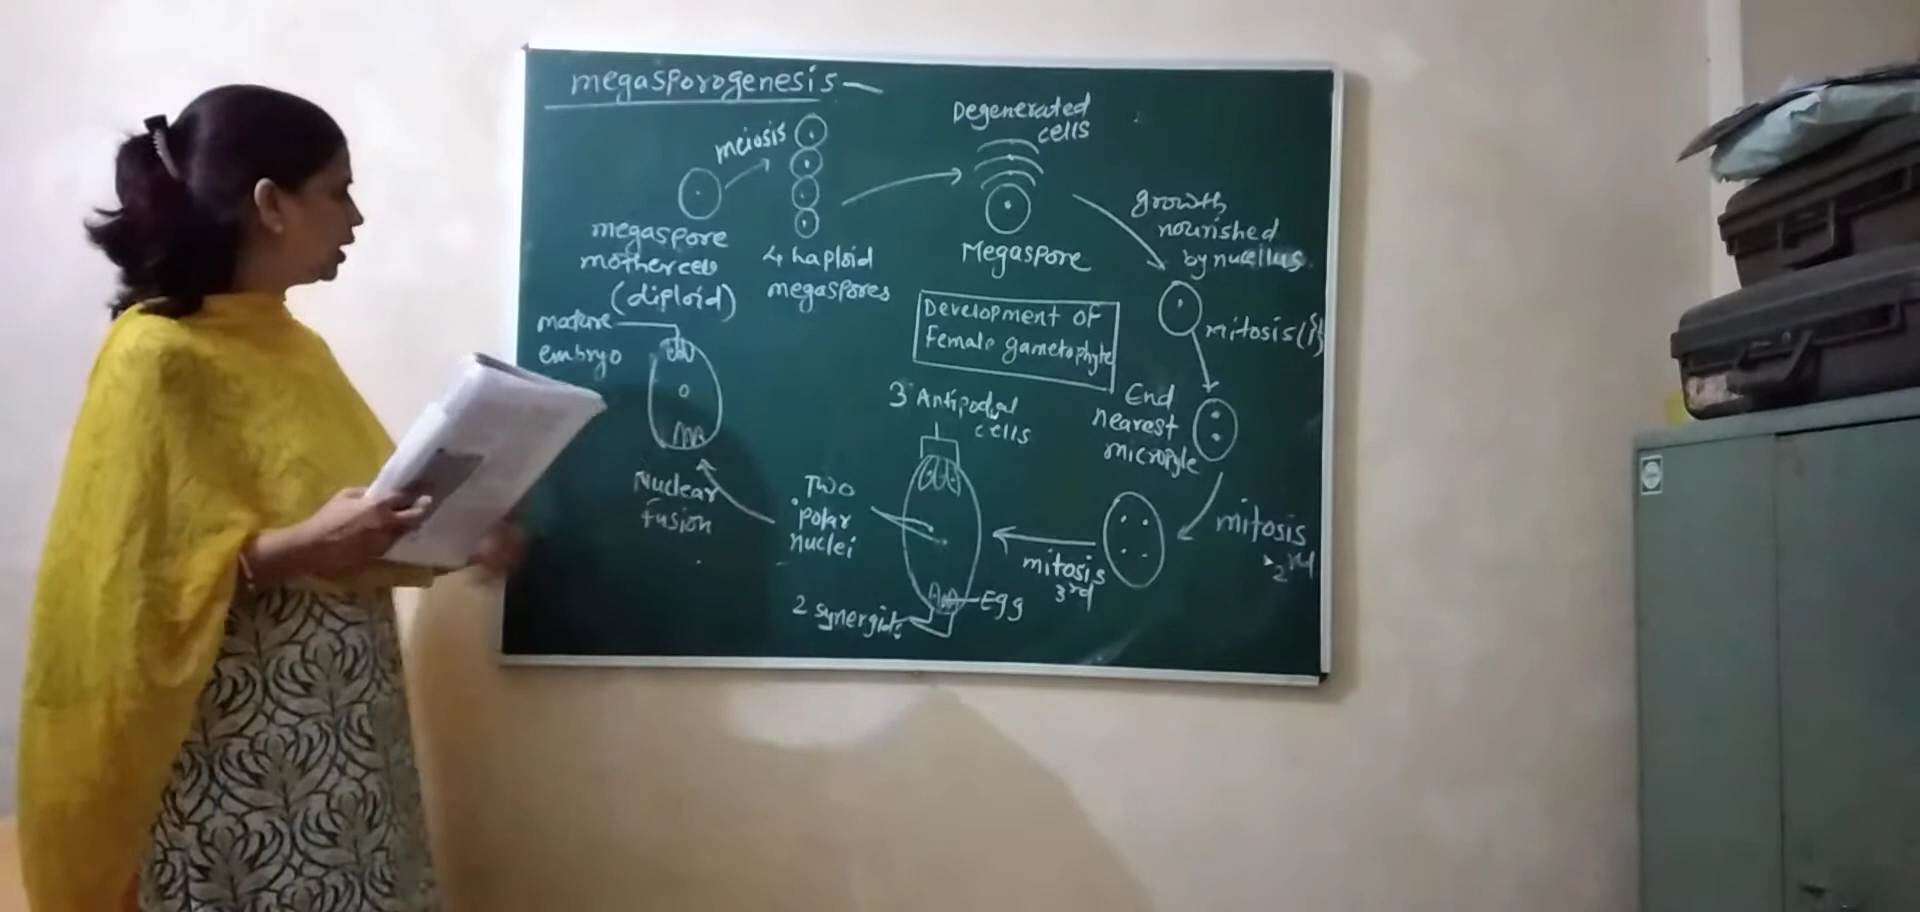 megasporogenesis
meiosis
megaspore
mother cell
(diploid)
4 haploid
megaspores
Degenerated
cells
Megaspore
growth
nourished
by nucellus
mitosis
End
nearest
micropyle
mitosis
2nd
mitosis
3rd
Development of
Female gametophyte
3 Antipodal
cells
Two
polar
nuclei
Egg
2 synergids
Nuclear
fusion
mature
embryo